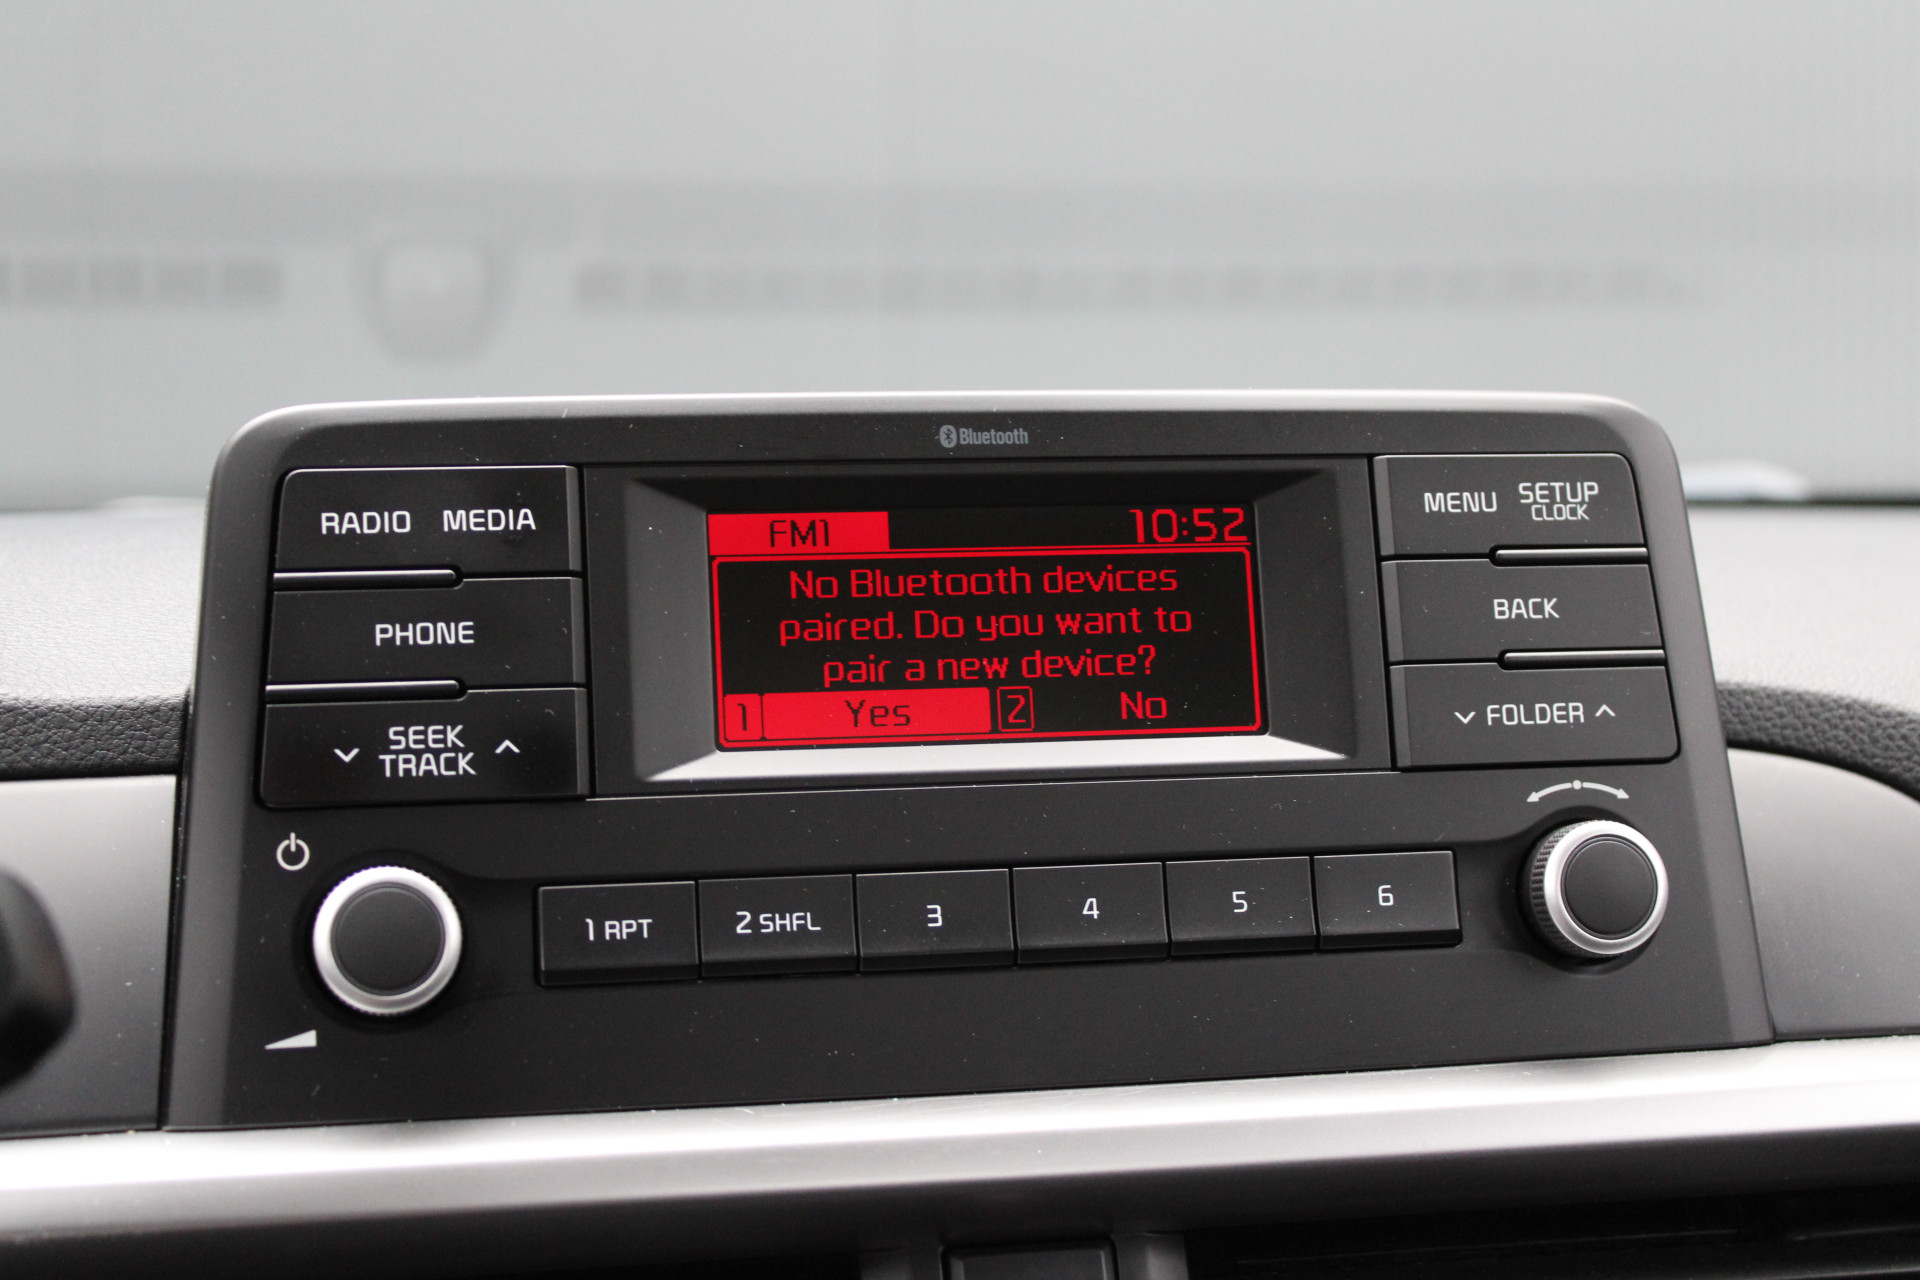 Bluetooth
RADIO MEDIA
PHONE
SEEK
TRACK
FM1 10:52
No Bluetooth devices
paired. Do you want to
pair a new device?
1 Yes 2 No
MENU SETUP
CLOCK
BACK
FOLDER
1 RPT 2 SHFL 3 4 5 6